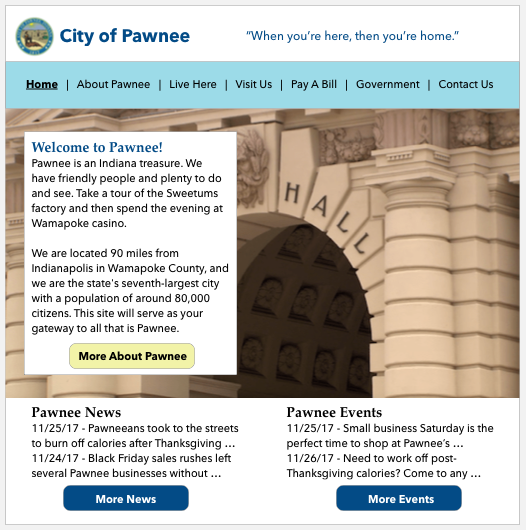 City of Pawnee
“When you’re here, then you’re home.”
Home | About Pawnee | Live Here | Visit Us | Pay A Bill | Government | Contact Us
Welcome to Pawnee!
Pawnee is an Indiana treasure. We
have friendly people and plenty to do
and see. Take a tour of the Sweetums
factory and then spend the evening at
Wamapoke casino.
We are located 90 miles from
Indianapolis in Wamapoke County, and
we are the state's seventh-largest city
with a population of around 80,000
citizens. This site will serve as your
gateway to all that is Pawnee.
More About Pawnee
HALL
Pawnee News
11/25/17 - Pawneeans took to the streets
to burn off calories after Thanksgiving ...
11/24/17 - Black Friday sales rushes left
several Pawnee businesses without ...
More News
Pawnee Events
11/25/17 - Small business Saturday is the
perfect time to shop at Pawnee’s ...
11/26/17 - Need to work off post-
Thanksgiving calories? Come to any ...
More Events